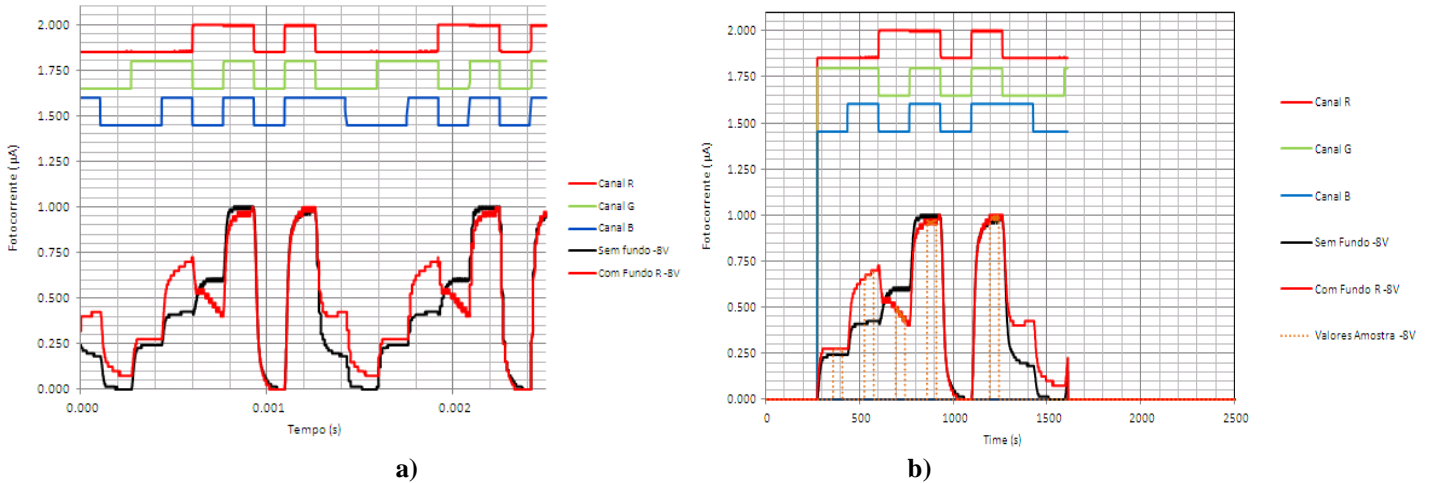 2.000
1.750
1.500
1.250
1.000
0.750
0.500
0.250
0.000
Fotocorrente ( µA)
0.000 0.001 0.002
Tempo (s)
Canal R
Canal G
Canal B
Sem fundo -8V
Com Fundo R -8V
a)
2.000
1.750
1.500
1.250
1.000
0.750
0.500
0.250
0.000
Fotocorrente ( µA)
0 500 1000 1500 2000 2500
Time (s)
Canal R
Canal G
Canal B
Sem Fundo -8V
Com Fundo R -8V
Valores Amostra -8V
b)